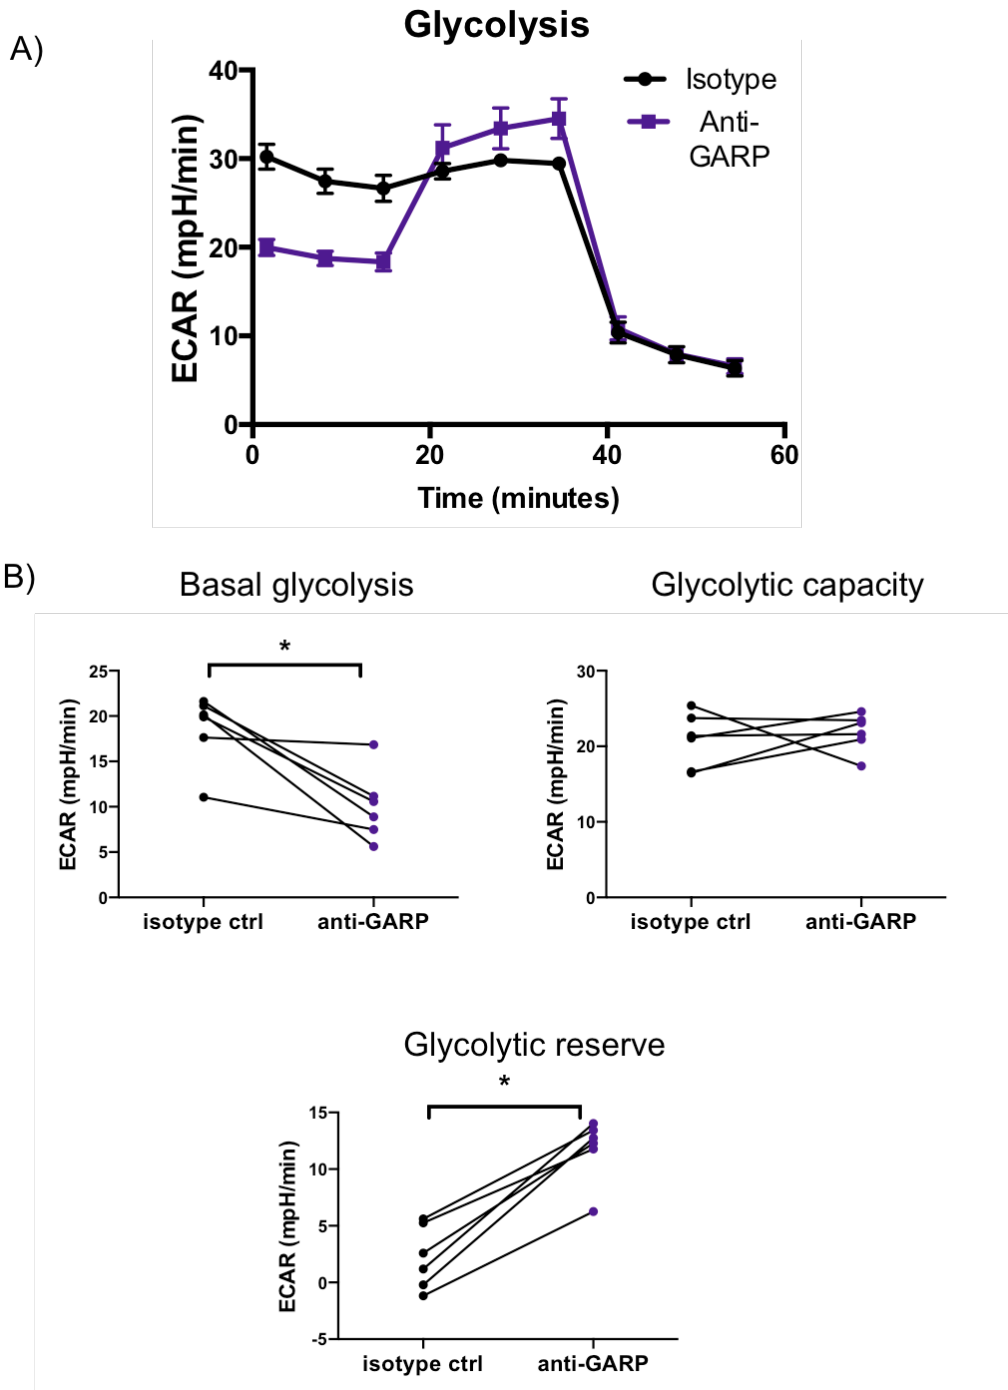 A)
Glycolysis
Isotype
Anti-
GARP
ECAR (mpH/min)
40
30
20
10
0
0 20 40 60
Time (minutes)
B)
Basal glycolysis
*
ECAR (mpH/min)
25
20
15
10
5
0
isotype ctrl anti-GARP
Glycolytic capacity
ECAR (mpH/min)
30
20
10
0
isotype ctrl anti-GARP
Glycolytic reserve
*
ECAR (mpH/min)
15
10
5
0
-5
isotype ctrl anti-GARP